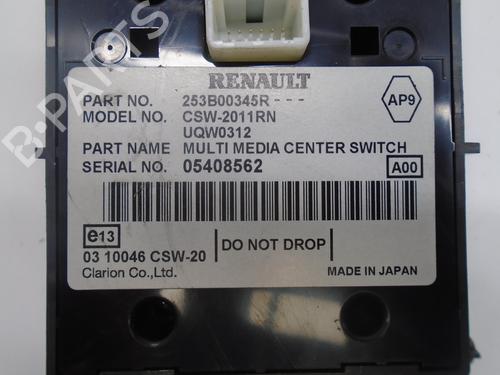 RENAULT
PART NO. 253B00345R - - -
AP9
MODEL NO. CSW-2011RN
UQW0312
PART NAME MULTI MEDIA CENTER SWITCH
SERIAL NO. 05408562
A00
e13
03 10046 CSW-20
DO NOT DROP
Clarion Co.,Ltd.
MADE IN JAPAN
B-PARTS